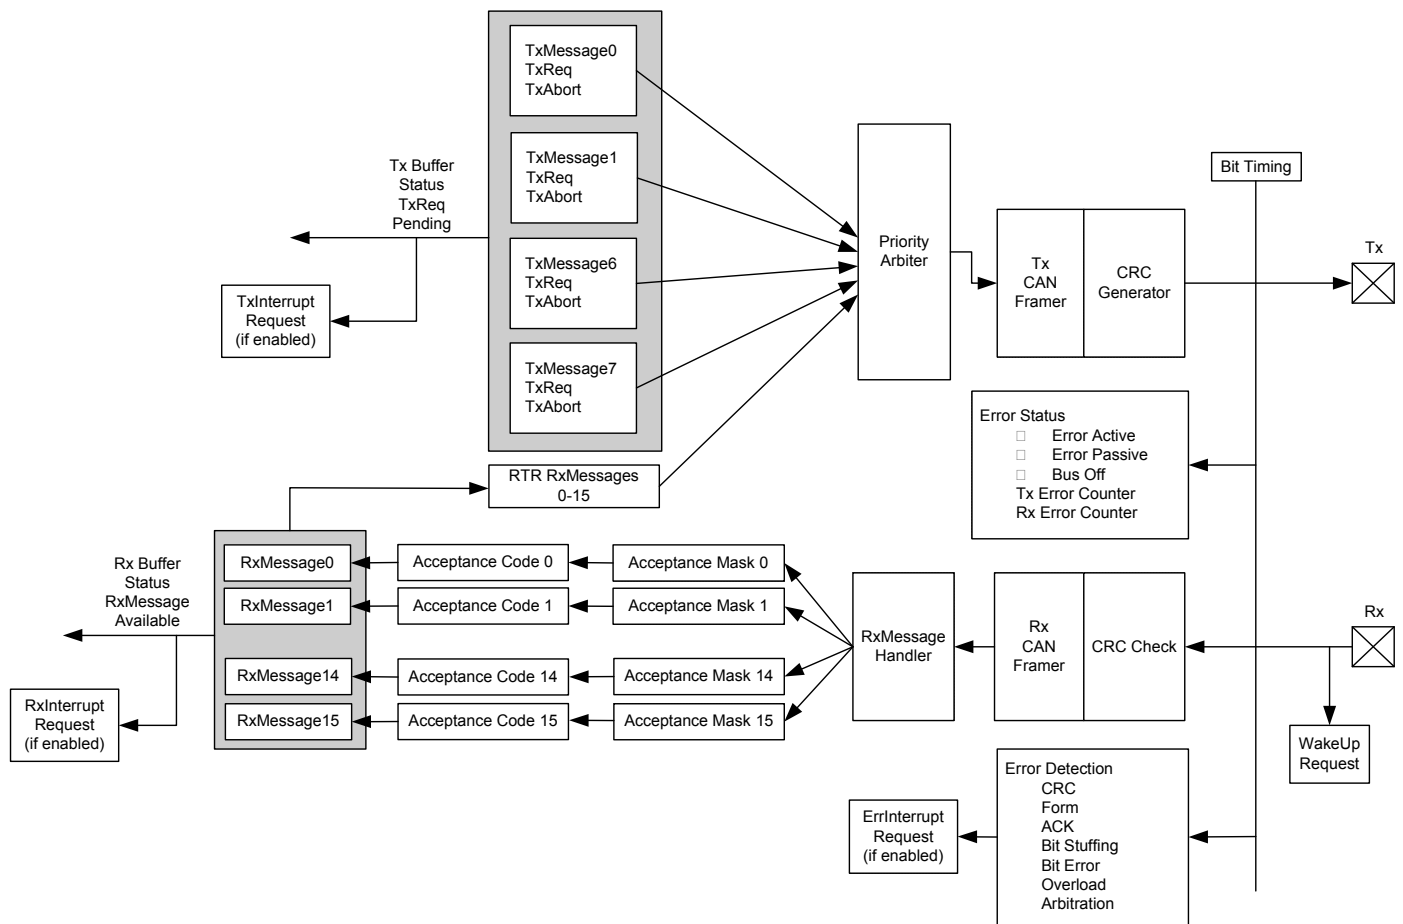 TxMessage0
TxReq
TxAbort
TxMessage1
TxReq
TxAbort
TxMessage6
TxReq
TxAbort
TxMessage7
TxReq
TxAbort
Tx Buffer
Status
TxReq
Pending
TxInterrupt
Request
(if enabled)
Priority
Arbiter
Tx
CAN
Framer
CRC
Generator
Bit Timing
Tx
Error Status
Error Active
Error Passive
Bus Off
Tx Error Counter
Rx Error Counter
RTR RxMessages
0-15
Rx Buffer
Status
RxMessage
Available
RxInterrupt
Request
(if enabled)
RxMessage0
Acceptance Code 0
Acceptance Mask 0
RxMessage1
Acceptance Code 1
Acceptance Mask 1
RxMessage14
Acceptance Code 14
Acceptance Mask 14
RxMessage15
Acceptance Code 15
Acceptance Mask 15
RxMessage
Handler
Rx
CAN
Framer
CRC Check
Rx
WakeUp
Request
ErrInterrupt
Request
(if enabled)
Error Detection
CRC
Form
ACK
Bit Stuffing
Bit Error
Overload
Arbitration